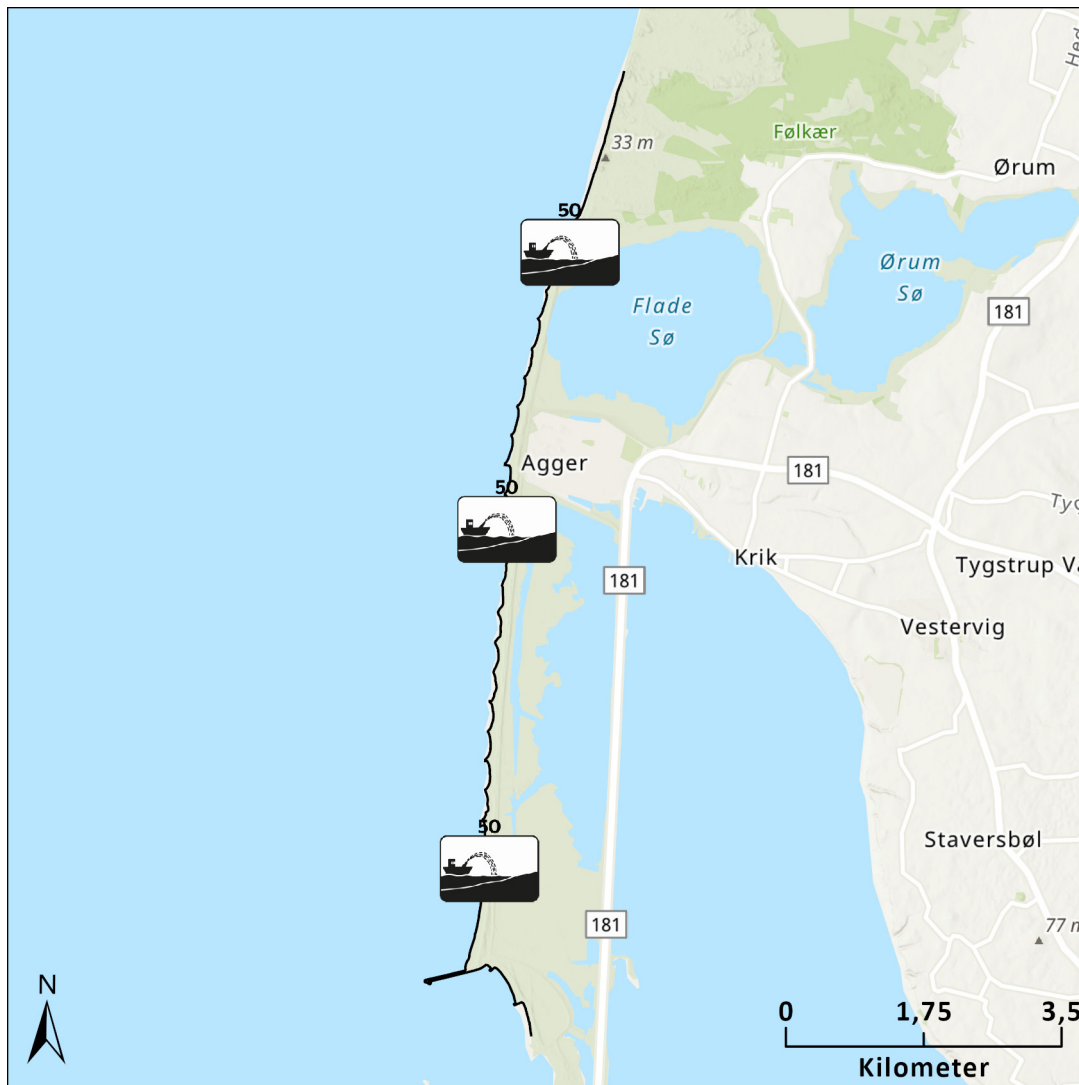 Hed
Følkær
33 m
Ørum
50
Ørum
Sø
Flade
Sø
181
Agger
181
50
Tyg
Krik
Tygstrup Va
181
Vestervig
50
Staversbøl
181
77 m
N
0 1,75 3,5
Kilometer